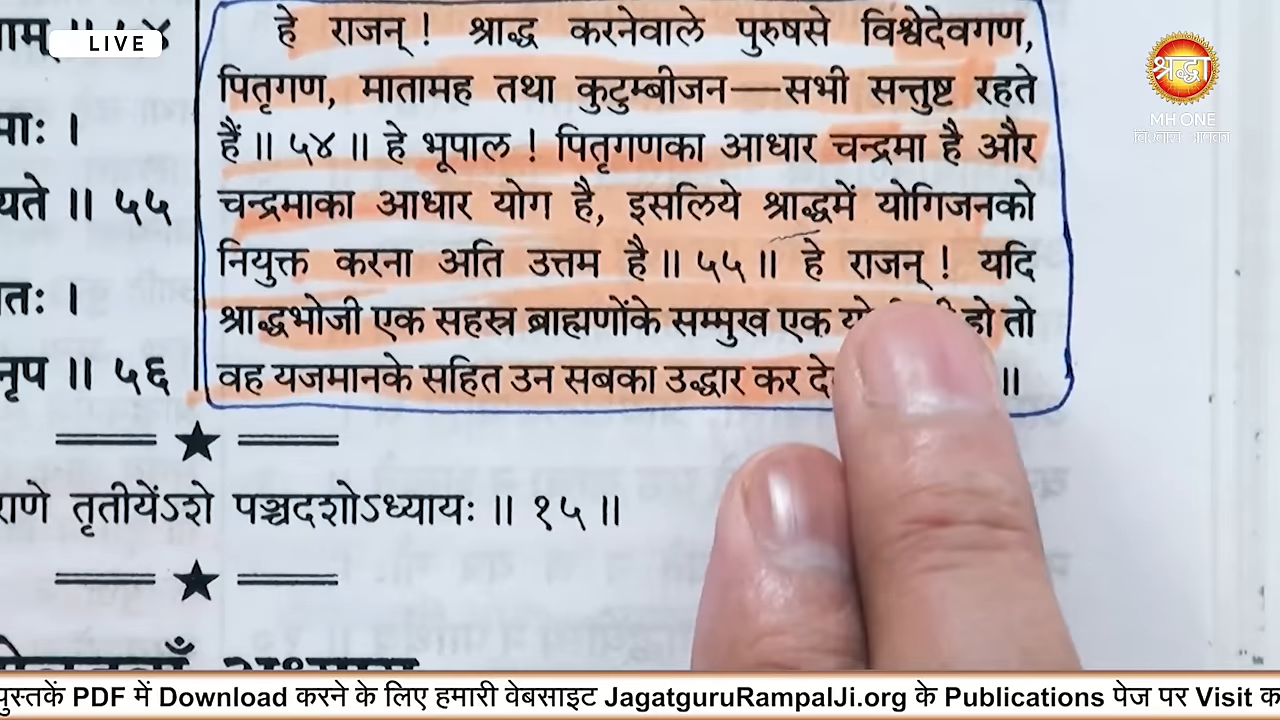 LIVE
श्रद्धा
MH ONE
हे राजन् ! श्राद्ध करनेवाले पुरुषसे विश्वेदेवगण,
पितृगण, मातामह तथा कुटुम्बीजन—सभी सन्तुष्ट रहते
हैं॥ ५४॥ हे भूपाल ! पितृगणका आधार चन्द्रमा है और
चन्द्रमाका आधार योग है, इसलिये श्राद्धमें योगिजनको
नियुक्त करना अति उत्तम है॥ ५५॥ हे राजन् ! यदि
श्राद्धभोजी एक सहस्र ब्राह्मणोंके सम्मुख एक हो तो
वह यजमानके सहित उन सबका उद्धार कर ॥
॥ ५५
नृप॥ ५६
तृतीयेंऽशे पञ्चदशोऽध्यायः॥ १५॥
पुस्तकें PDF में Download करने के लिए हमारी वेबसाइट JagatguruRampalJi.org के Publications पेज पर Visit